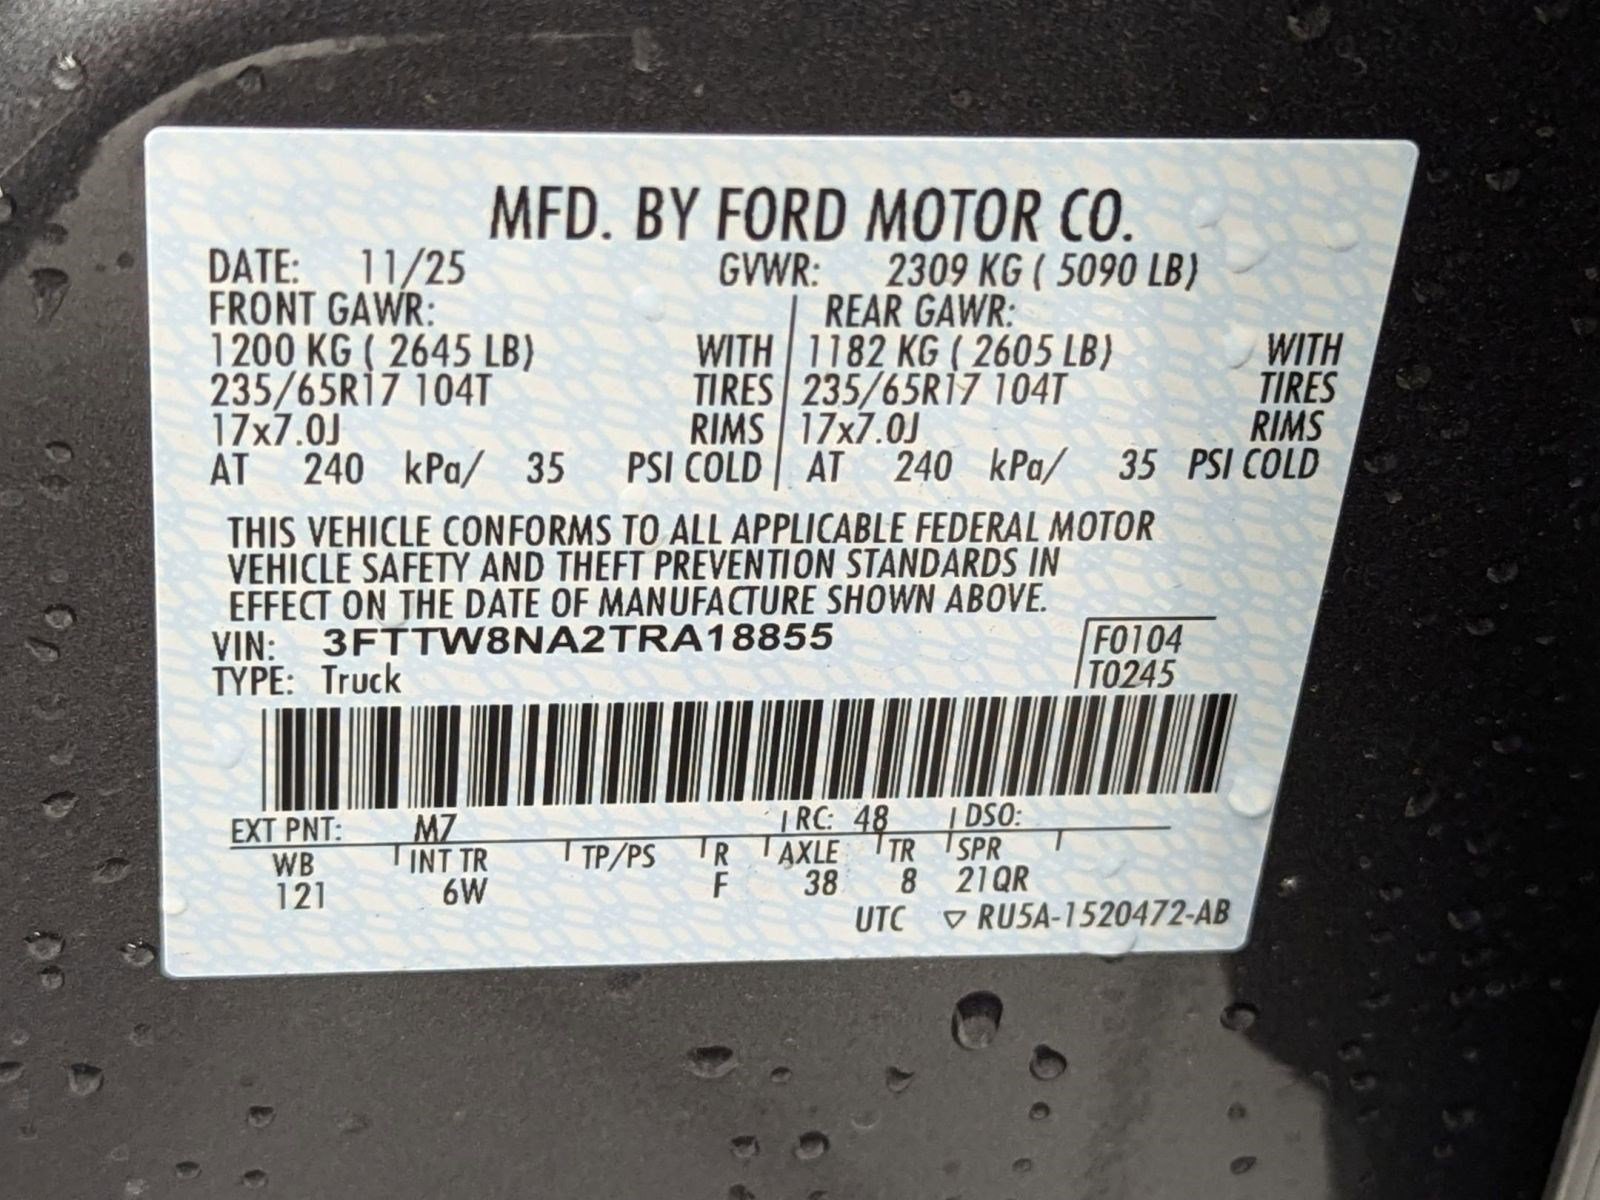 MFD. BY FORD MOTOR CO.
DATE: 11/25 GVWR: 2309 KG ( 5090 LB)
FRONT GAWR: REAR GAWR:
1200 KG ( 2645 LB) WITH 1182 KG ( 2605 LB) WITH
235/65R17 104T TIRES 235/65R17 104T TIRES
17x7.0J RIMS 17x7.0J RIMS
AT 240 kPa/ 35 PSI COLD AT 240 kPa/ 35 PSI COLD
THIS VEHICLE CONFORMS TO ALL APPLICABLE FEDERAL MOTOR
VEHICLE SAFETY AND THEFT PREVENTION STANDARDS IN
EFFECT ON THE DATE OF MANUFACTURE SHOWN ABOVE.
VIN: 3FTTW8NA2TRA18855 F0104
TYPE: Truck T0245
EXT PNT: M7 RC: 48 DSO:
WB INT TR TP/PS R AXLE TR SPR
121 6W F 38 8 21QR
UTC ▽ RU5A-1520472-AB